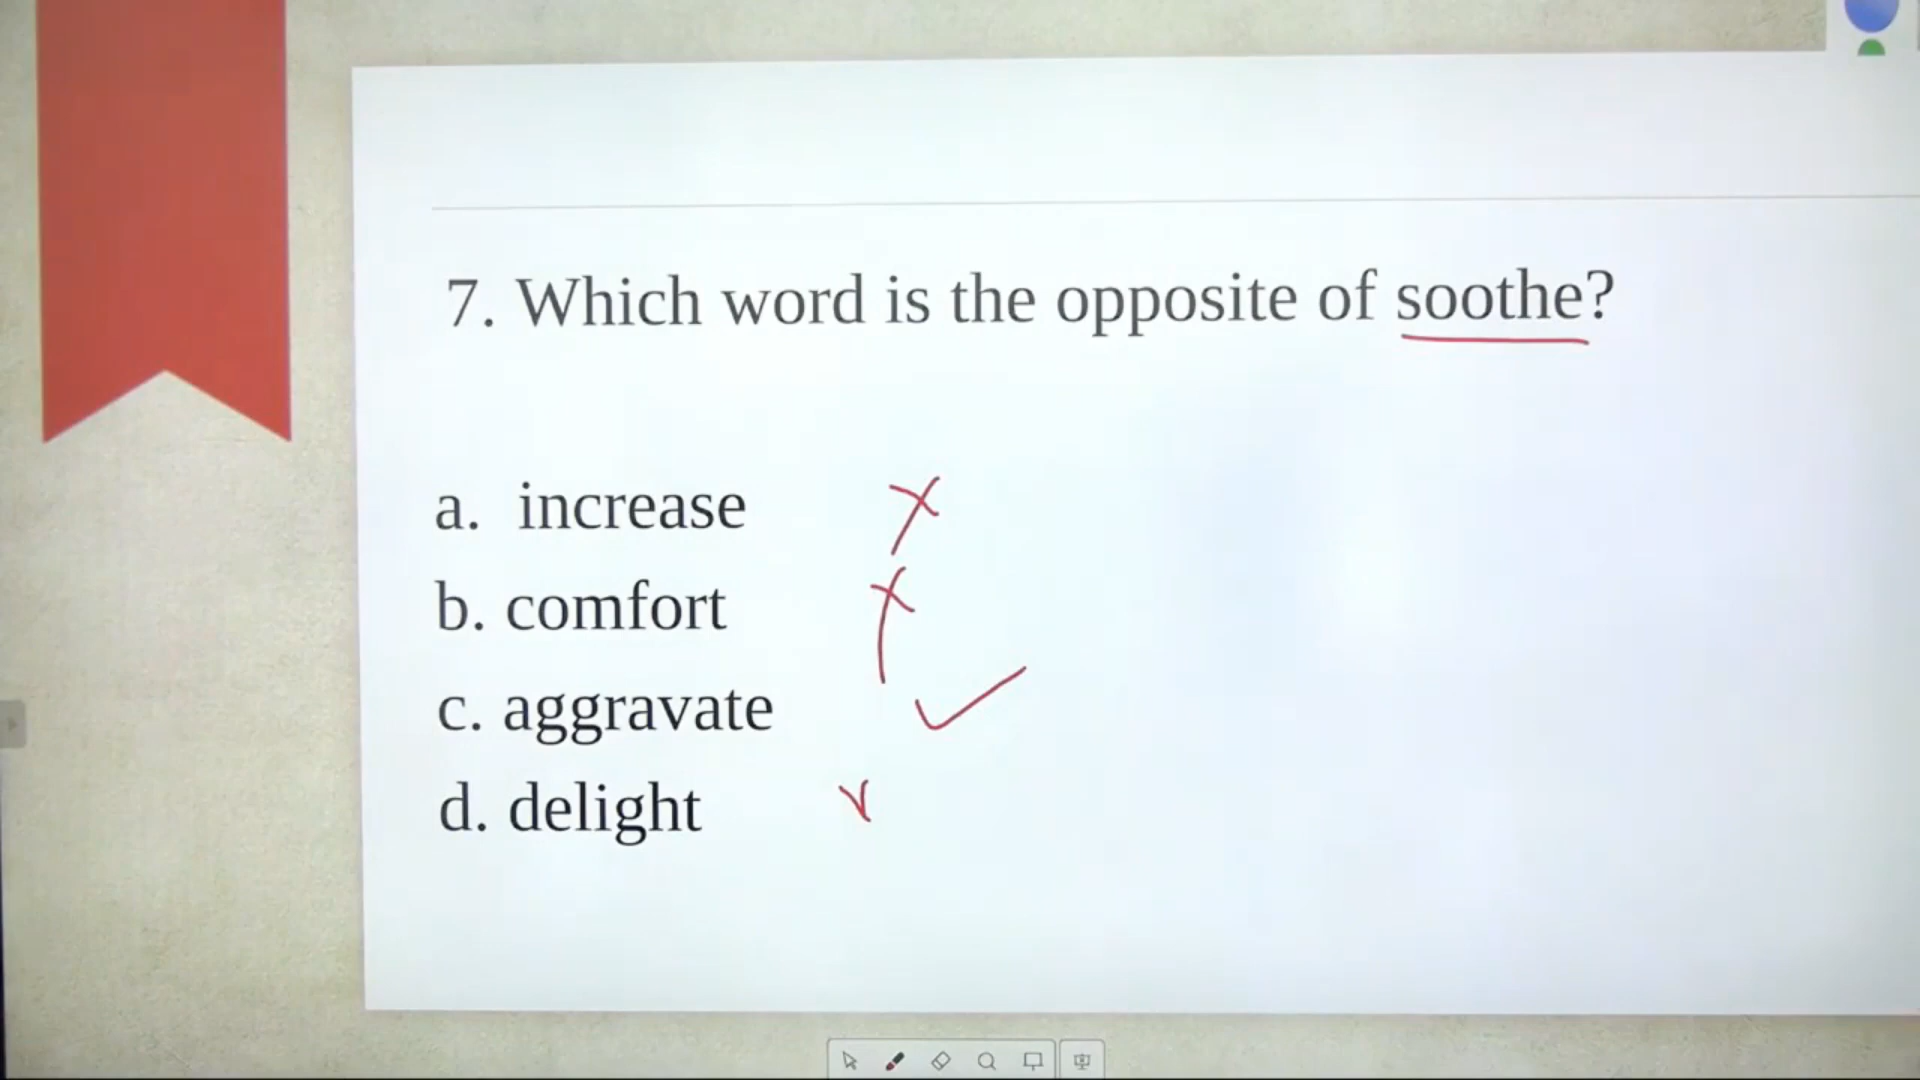 7. Which word is the opposite of soothe?
a. increase
b. comfort
c. aggravate
d. delight